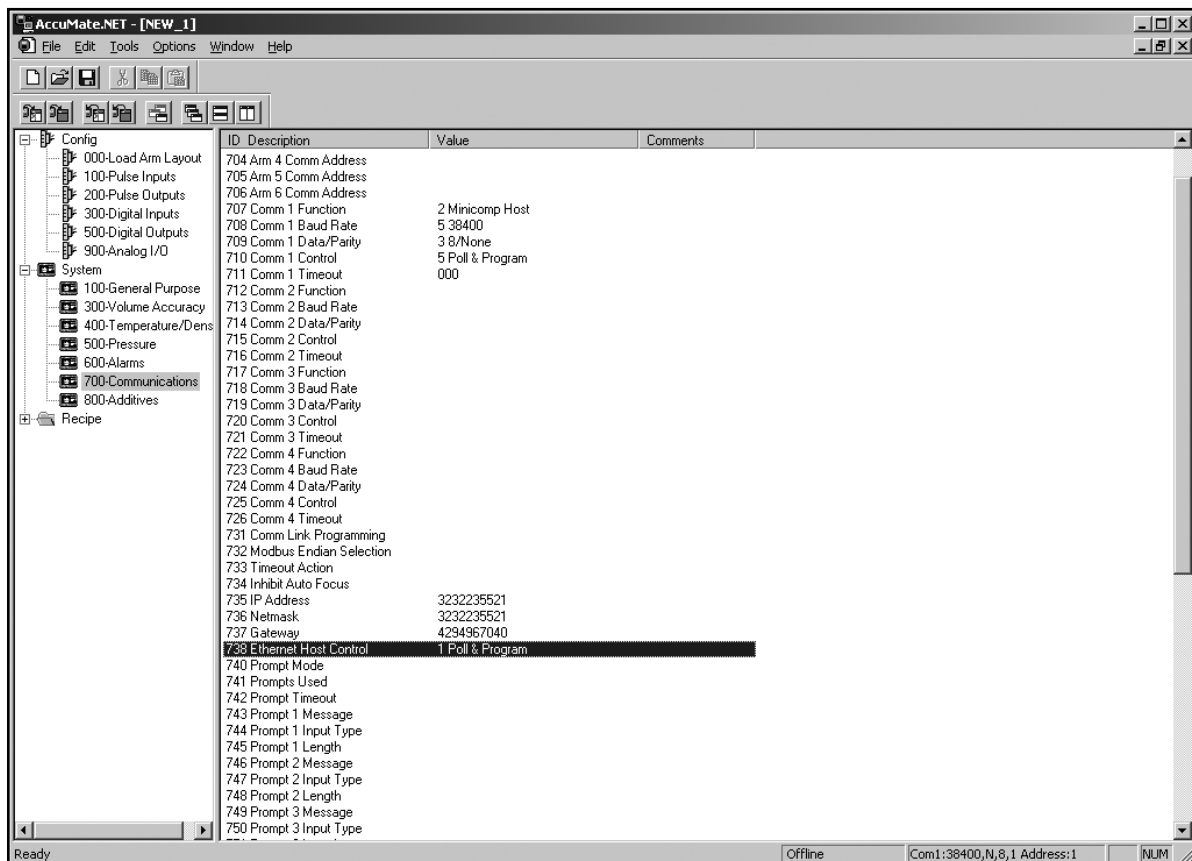 AccuMate.NET - [NEW_1]
File Edit Tools Options Window Help
Config
000-Load Arm Layout
100-Pulse Inputs
200-Pulse Outputs
300-Digital Inputs
500-Digital Outputs
900-Analog I/O
System
100-General Purpose
300-Volume Accuracy
400-Temperature/Dens
500-Pressure
600-Alarms
700-Communications
800-Additives
Recipe
ID Description Value Comments
704 Arm 4 Comm Address
705 Arm 5 Comm Address
706 Arm 6 Comm Address
707 Comm 1 Function 2 Minicomp Host
708 Comm 1 Baud Rate 5 38400
709 Comm 1 Data/Parity 3 8/None
710 Comm 1 Control 5 Poll & Program
711 Comm 1 Timeout 000
712 Comm 2 Function
713 Comm 2 Baud Rate
714 Comm 2 Data/Parity
715 Comm 2 Control
716 Comm 2 Timeout
717 Comm 3 Function
718 Comm 3 Baud Rate
719 Comm 3 Data/Parity
720 Comm 3 Control
721 Comm 3 Timeout
722 Comm 4 Function
723 Comm 4 Baud Rate
724 Comm 4 Data/Parity
725 Comm 4 Control
726 Comm 4 Timeout
731 Comm Link Programming
732 Modbus Endian Selection
733 Timeout Action
734 Inhibit Auto Focus
735 IP Address 3232235521
736 Netmask 3232235521
737 Gateway 4294967040
738 Ethernet Host Control 1 Poll & Program
740 Prompt Mode
741 Prompts Used
742 Prompt Timeout
743 Prompt 1 Message
744 Prompt 1 Input Type
745 Prompt 1 Length
746 Prompt 2 Message
747 Prompt 2 Input Type
748 Prompt 2 Length
749 Prompt 3 Message
750 Prompt 3 Input Type
Ready Offline Com1:38400,N,8,1 Address:1 NUM